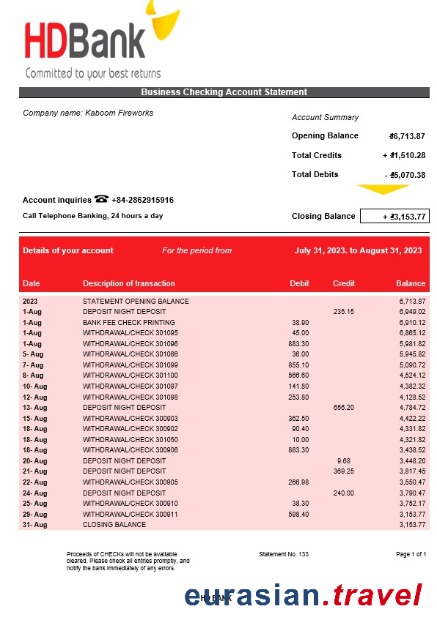 HDBank
Committed to your best returns
Business Checking Account Statement
Company name: Kaboom Fireworks
Account Summary
Opening Balance ₫6,713.87
Total Credits + ₫1,510.28
Total Debits - ₫5,070.38
Account inquiries ☎ +84-2862915916
Call Telephone Banking, 24 hours a day
Closing Balance + ₫3,153.77
Details of your account For the period from July 31, 2023. to August 31, 2023
Date Description of transaction Debit Credit Balance
2023 STATEMENT OPENING BALANCE 6,713.87
1-Aug DEPOSIT NIGHT DEPOSIT 235.15 6,949.02
1-Aug BANK FEE CHECK PRINTING 38.90 6,910.12
1-Aug WITHDRAWAL/CHECK 301095 45.00 6,865.12
1-Aug WITHDRAWAL/CHECK 301096 883.30 5,981.82
5- Aug WITHDRAWAL/CHECK 301088 36.00 5,945.82
7- Aug WITHDRAWAL/CHECK 301099 855.10 5,090.72
8- Aug WITHDRAWAL/CHECK 301100 566.60 4,524.12
10- Aug WITHDRAWAL/CHECK 301097 141.80 4,382.32
12- Aug WITHDRAWAL/CHECK 301098 253.80 4,128.52
13- Aug DEPOSIT NIGHT DEPOSIT 656.20 4,784.72
15- Aug WITHDRAWAL/CHECK 300903 362.50 4,422.22
18- Aug WITHDRAWAL/CHECK 300902 90.40 4,331.82
18- Aug WITHDRAWAL/CHECK 301050 10.00 4,321.82
18- Aug WITHDRAWAL/CHECK 300906 883.30 3,438.52
20- Aug DEPOSIT NIGHT DEPOSIT 9.68 3,448.20
21- Aug DEPOSIT NIGHT DEPOSIT 369.25 3,817.45
22- Aug WITHDRAWAL/CHECK 300905 266.98 3,550.47
24- Aug DEPOSIT NIGHT DEPOSIT 240.00 3,790.47
25- Aug WITHDRAWAL/CHECK 300910 38.30 3,752.17
29- Aug WITHDRAWAL/CHECK 300911 598.40 3,153.77
31- Aug CLOSING BALANCE 3,153.77
Proceeds of CHECKs will not be available Statement No. 133 Page 1 of 1
cleared. Please check all entries promptly, and
notify the bank immediately of any errors.
HD BANK
eurasian.travel